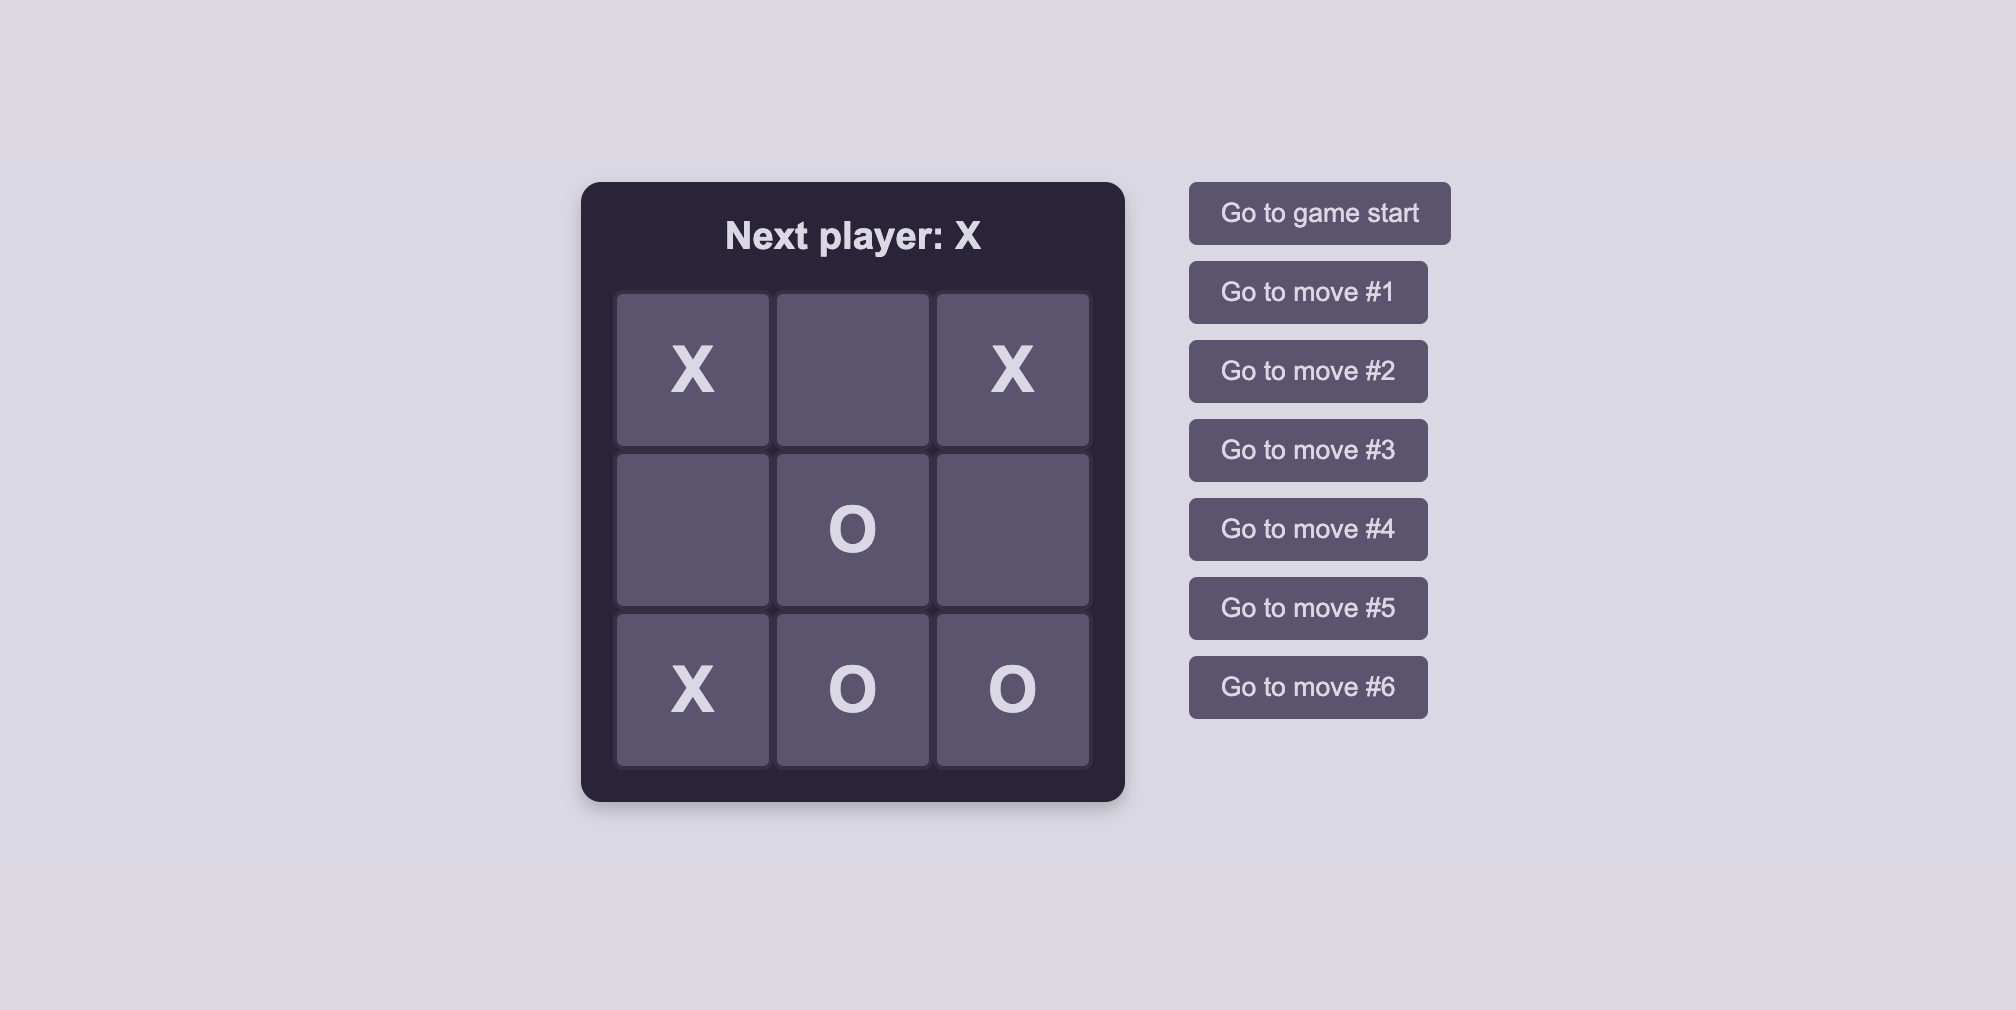 Next player: X
X X
O
X O O
Go to game start
Go to move #1
Go to move #2
Go to move #3
Go to move #4
Go to move #5
Go to move #6